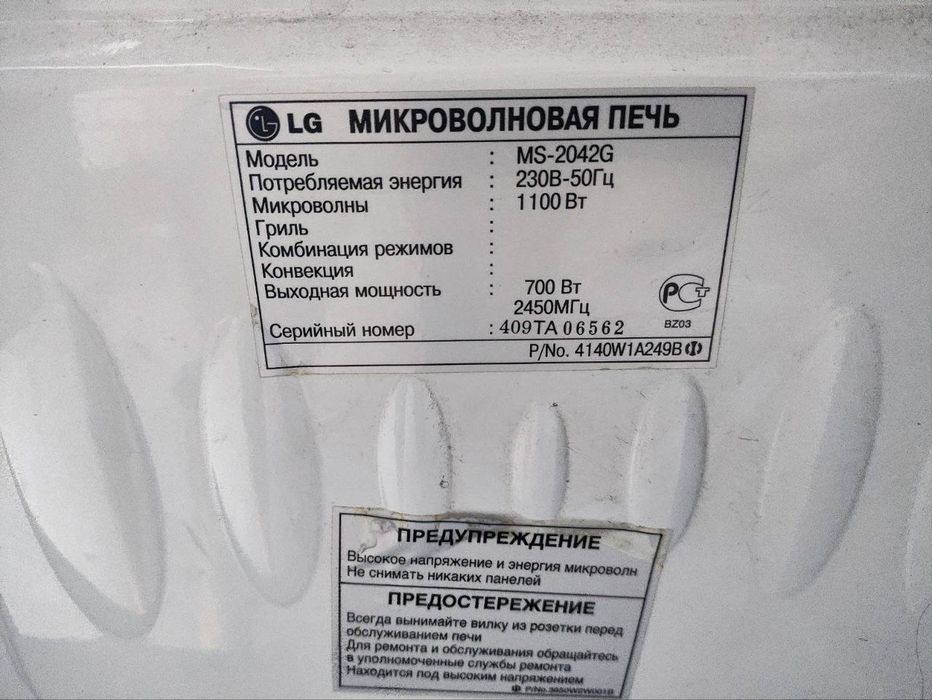 LG МИКРОВОЛНОВАЯ ПЕЧЬ
Модель : MS-2042G
Потребляемая энергия : 230В-50Гц
Микроволны : 1100 Вт
Гриль :
Комбинация режимов :
Конвекция :
Выходная мощность : 700 Вт
2450МГц
Серийный номер : 409TA06562
РСТ
BZ03
P/No. 4140W1A249B
ПРЕДУПРЕЖДЕНИЕ
Высокое напряжение и энергия микроволн
Не снимать никаких панелей
ПРЕДОСТЕРЕЖЕНИЕ
Всегда вынимайте вилку из розетки перед
обслуживанием печи
Для ремонта и обслуживания обращайтесь
в уполномоченные службы ремонта
Находится под высоким напряжением
P/No.